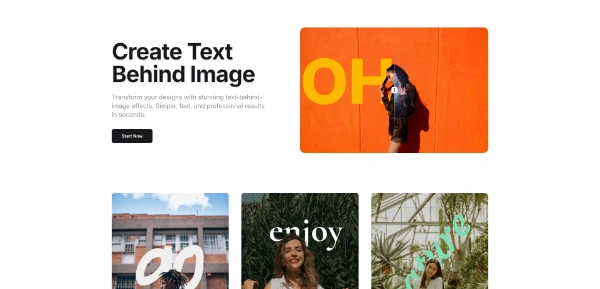 Create Text
Behind Image
Transform your designs with stunning text-behind-
image effects. Simple, fast, and professional results
in seconds.
Start Now
OH
go
enjoy